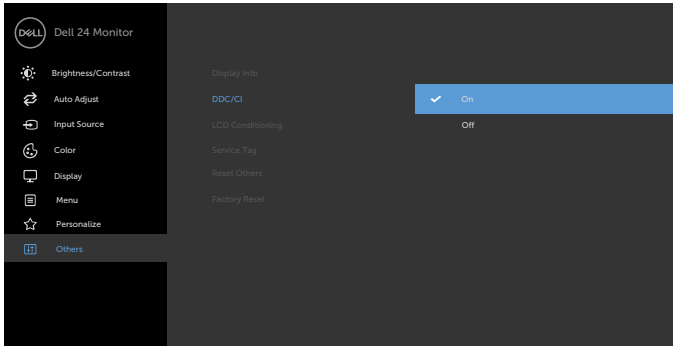 DELL
Dell 24 Monitor
Brightness/Contrast
Auto Adjust
Input Source
Color
Display
Menu
Personalize
Others
Display Info
DDC/CI
LCD Conditioning
Service Tag
Reset Others
Factory Reset
On
Off